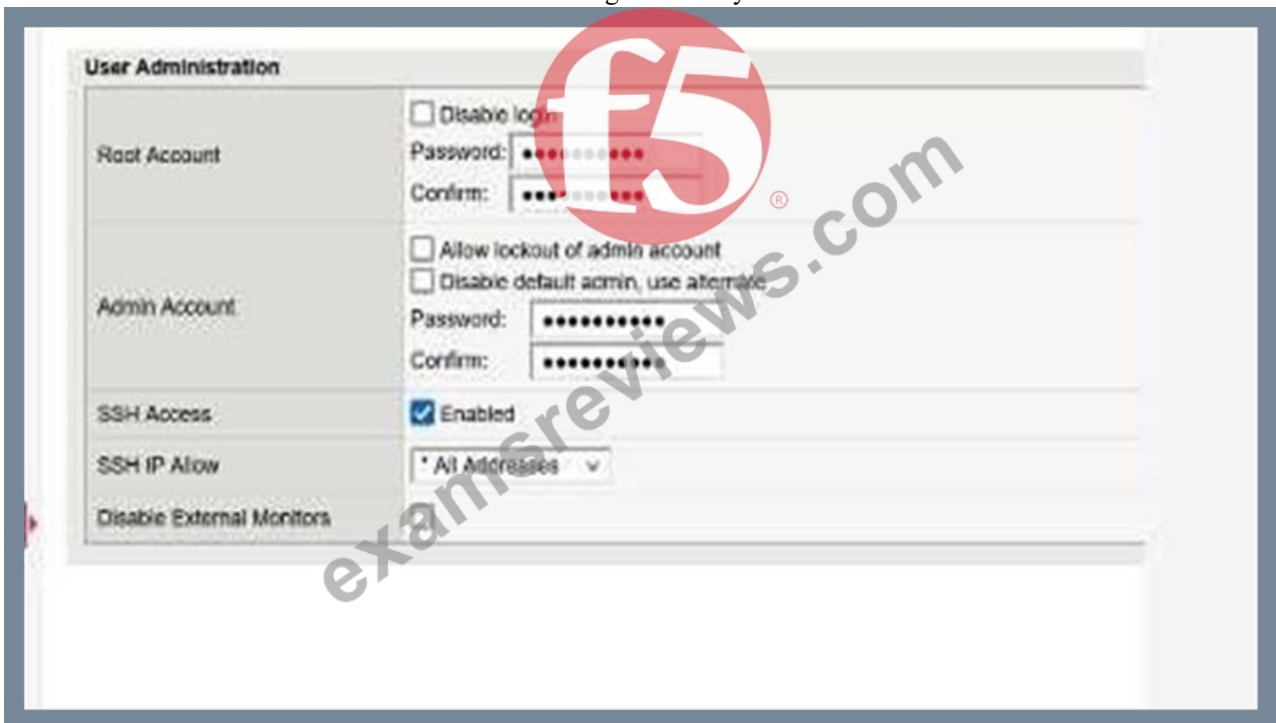 User Administration
Root Account
Disable login
Password: ••••••••••
Confirm: ••••••••••
Admin Account
Allow lockout of admin account
Disable default admin, use alternate
Password: ••••••••••
Confirm: ••••••••••
SSH Access
Enabled
SSH IP Allow
* All Addresses
Disable External Monitors
f5
®
examsreviews.com